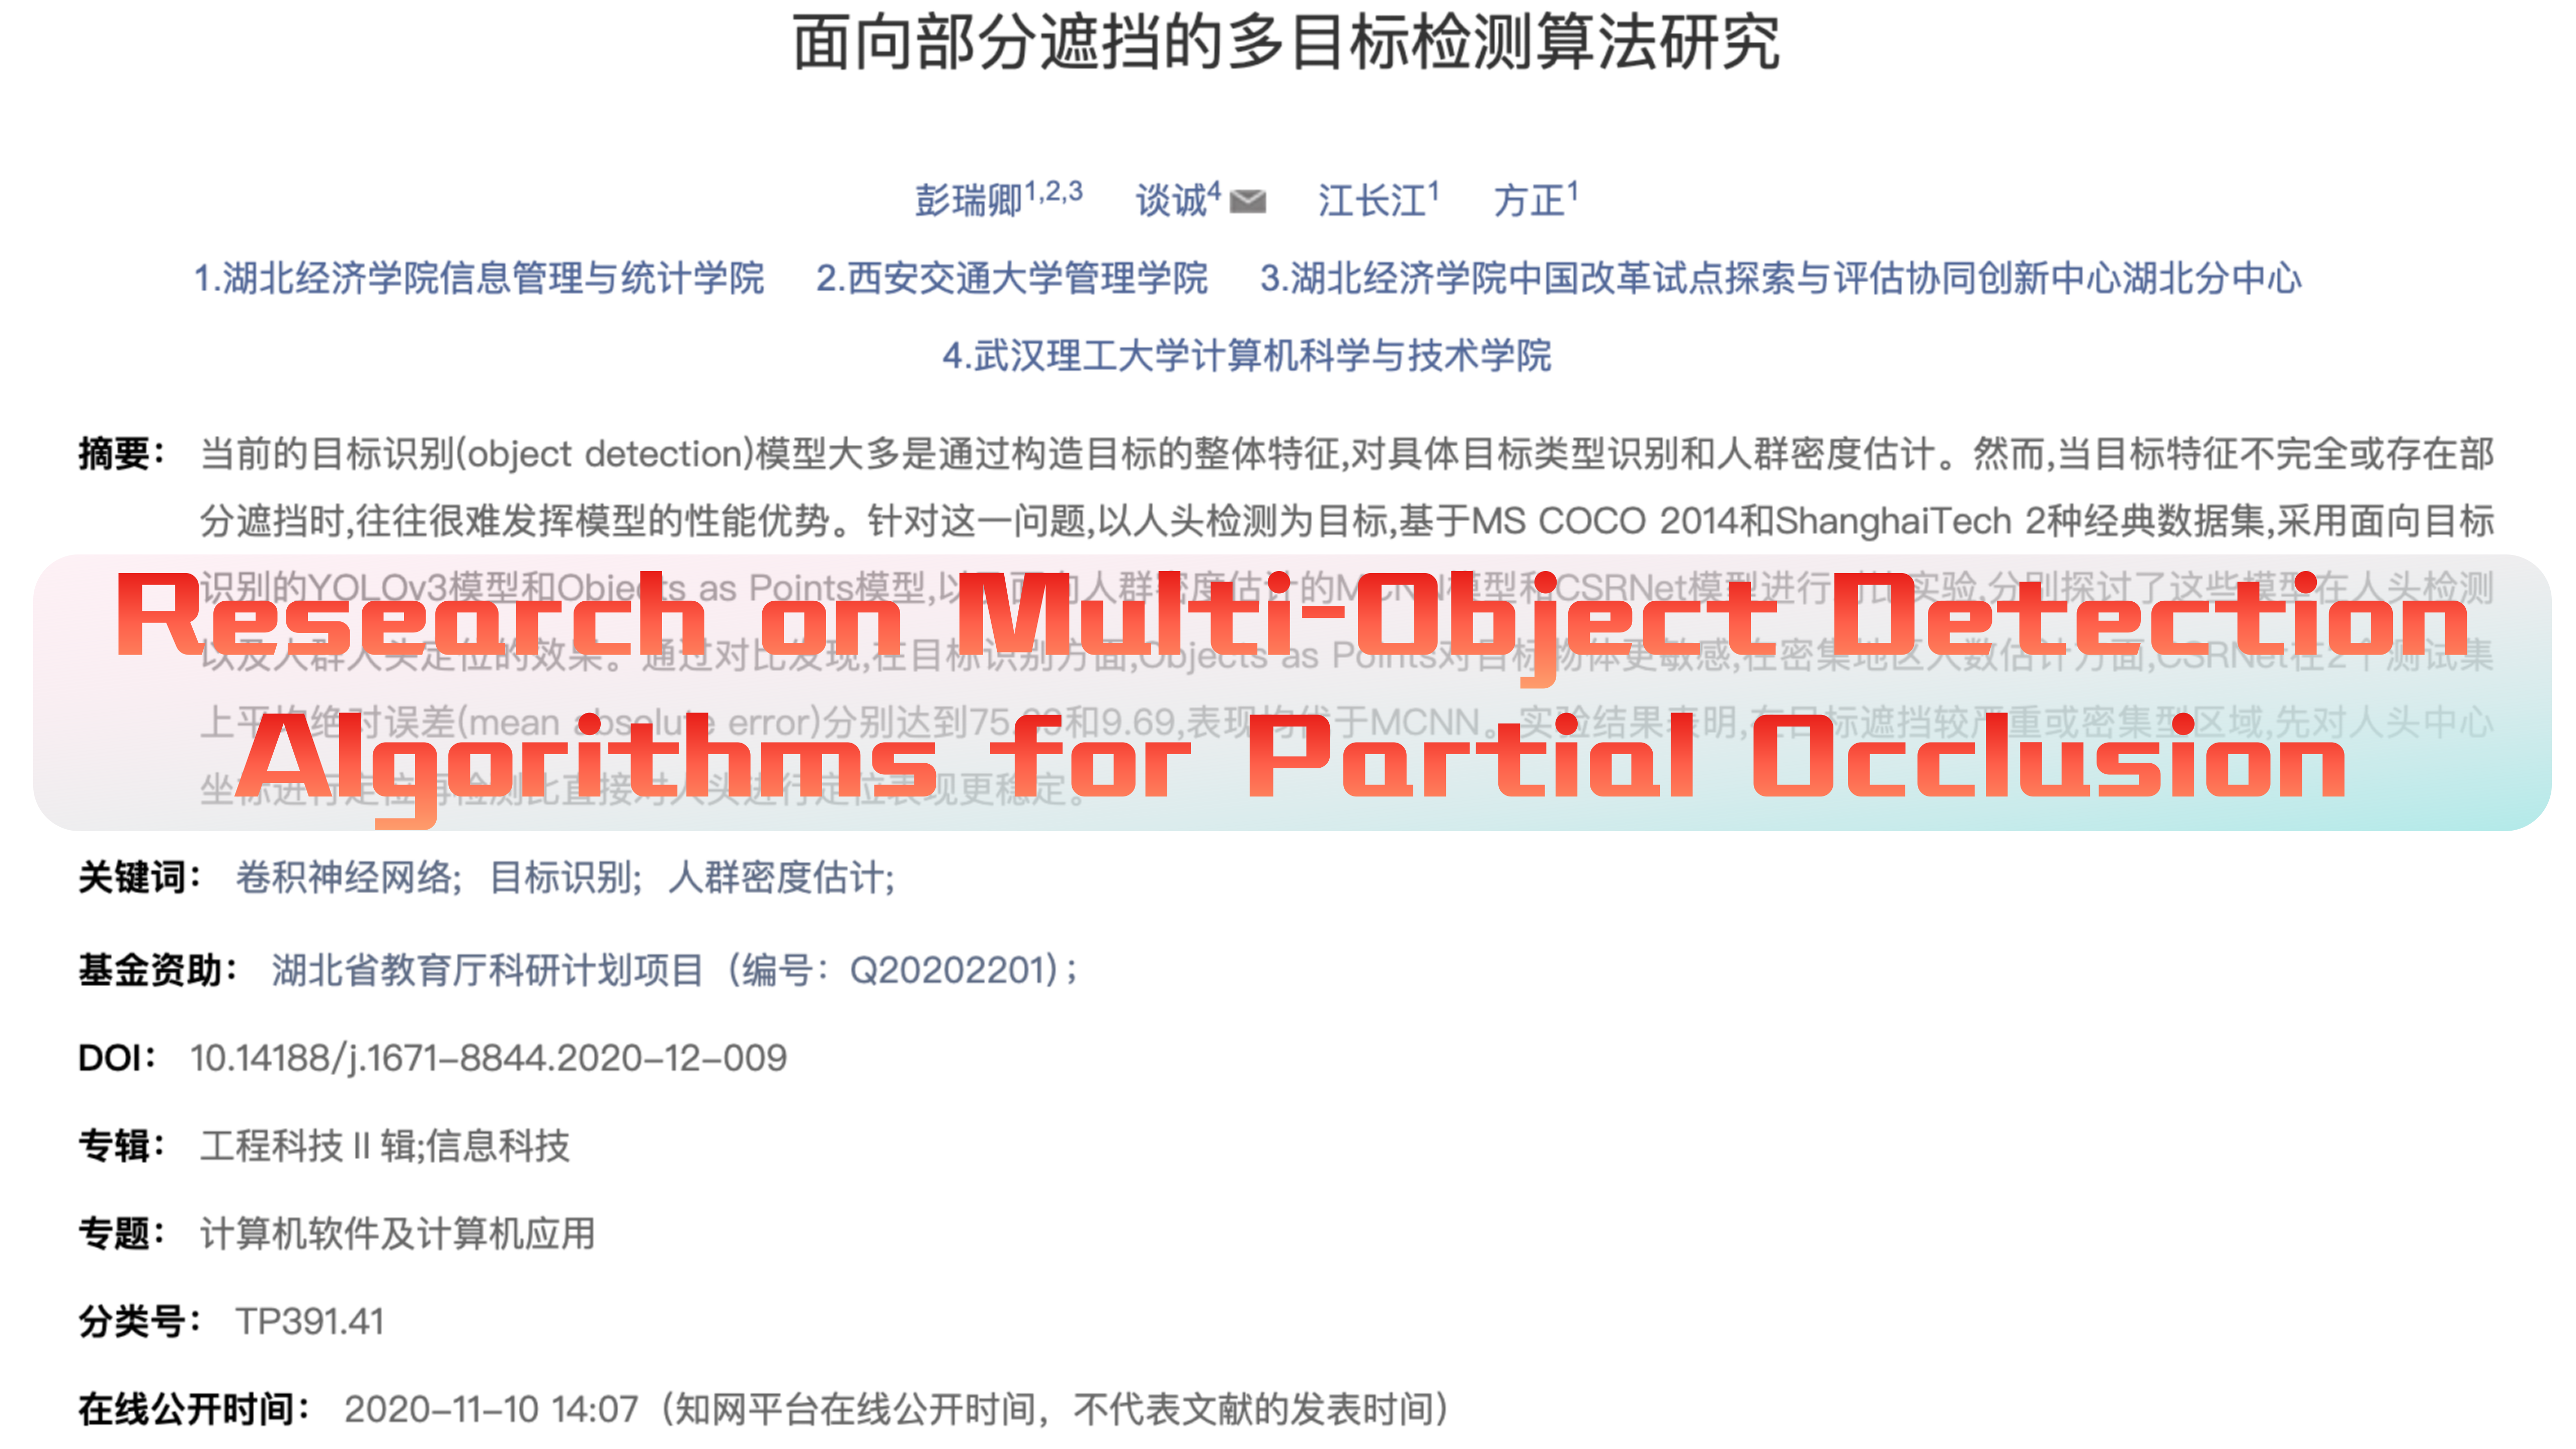 面向部分遮挡的多目标检测算法研究
彭瑞卿1,2,3 谈诚4 江长江1 方正1
1.湖北经济学院信息管理与统计学院 2.西安交通大学管理学院 3.湖北经济学院中国改革试点探索与评估协同创新中心湖北分中心
4.武汉理工大学计算机科学与技术学院
摘要： 当前的目标识别(object detection)模型大多是通过构造目标的整体特征,对具体目标类型识别和人群密度估计。然而,当目标特征不完全或存在部
分遮挡时,往往很难发挥模型的性能优势。针对这一问题,以人头检测为目标,基于MS COCO 2014和ShanghaiTech 2种经典数据集,采用面向目标
识别的YOLOv3模型和Objects as Points模型,以 面向人群密度估计的MCNN模型和CSRNet模型进行对比实验,分别探讨了这些模型在人头检测
Research on Multi-Object Detection
以及人群人头定位的效果。通过对比发现,在目标识别方面,Objects as Points对目标物体更敏感,在密集地区人数估计方面,CSRNet在2个测试集
上平均绝对误差(mean absolute error)分别达到 和9.69,表现均优于MCNN。实验结果表明,在目标遮挡较严重或密集型区域,先对人头中心
Algorithms for Partial Occlusion
坐标进行定位再检测比直接对人头进行定位表现更稳定。
关键词： 卷积神经网络; 目标识别; 人群密度估计;
基金资助： 湖北省教育厅科研计划项目（编号：Q20202201）；
DOI： 10.14188/j.1671-8844.2020-12-009
专辑： 工程科技Ⅱ辑;信息科技
专题： 计算机软件及计算机应用
分类号： TP391.41
在线公开时间： 2020-11-10 14:07（知网平台在线公开时间，不代表文献的发表时间）